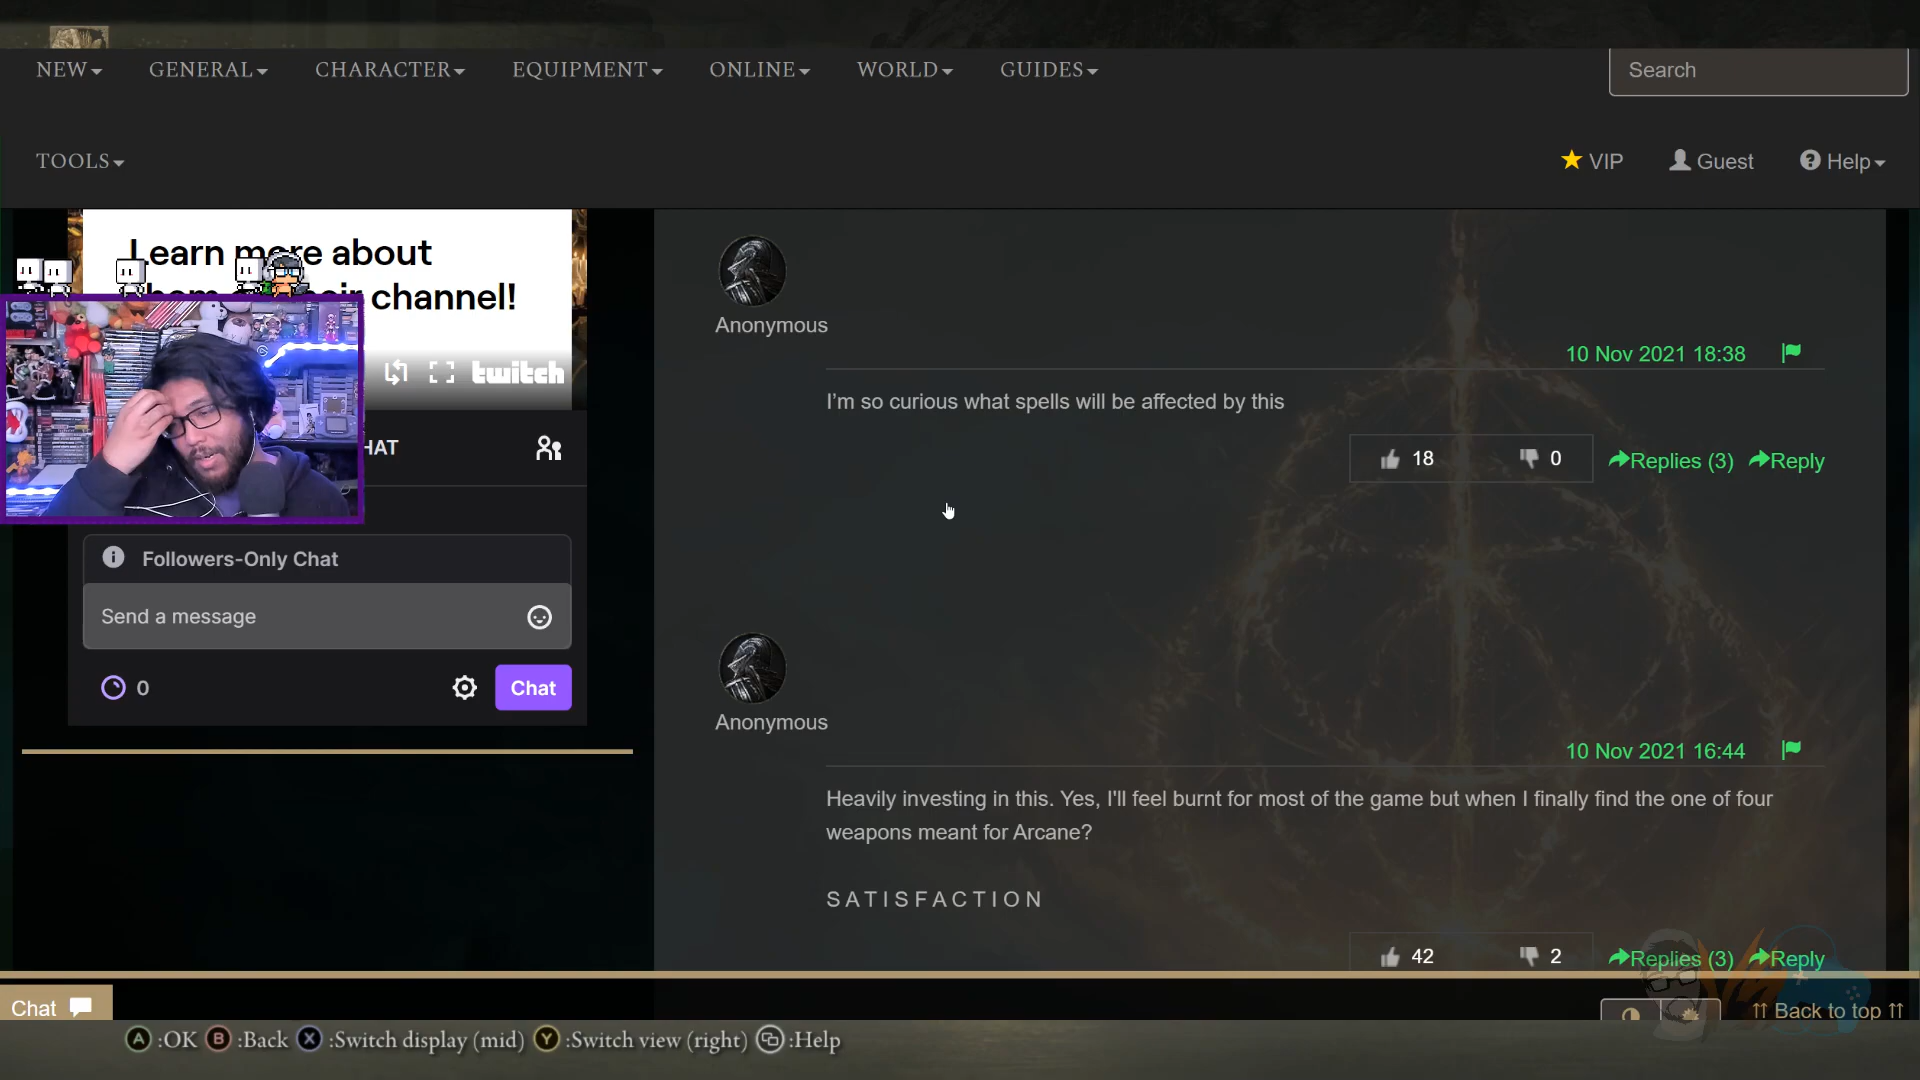 NEW
GENERAL
CHARACTER
EQUIPMENT
ONLINE
WORLD
GUIDES
Search
TOOLS
VIP
Guest
Help
Learn more about
channel!
twitch
HAT
Followers-Only Chat
Send a message
0
Chat
Anonymous
10 Nov 2021 18:38
I'm so curious what spells will be affected by this
18
0
Replies (3)
Reply
Anonymous
10 Nov 2021 16:44
Heavily investing in this. Yes, I'll feel burnt for most of the game but when I finally find the one of four
weapons meant for Arcane?
S A T I S F A C T I O N
42
2
Replies (3)
Reply
Chat
⇈ Back to top ⇈
A :OK B :Back X :Switch display (mid) Y :Switch view (right) :Help